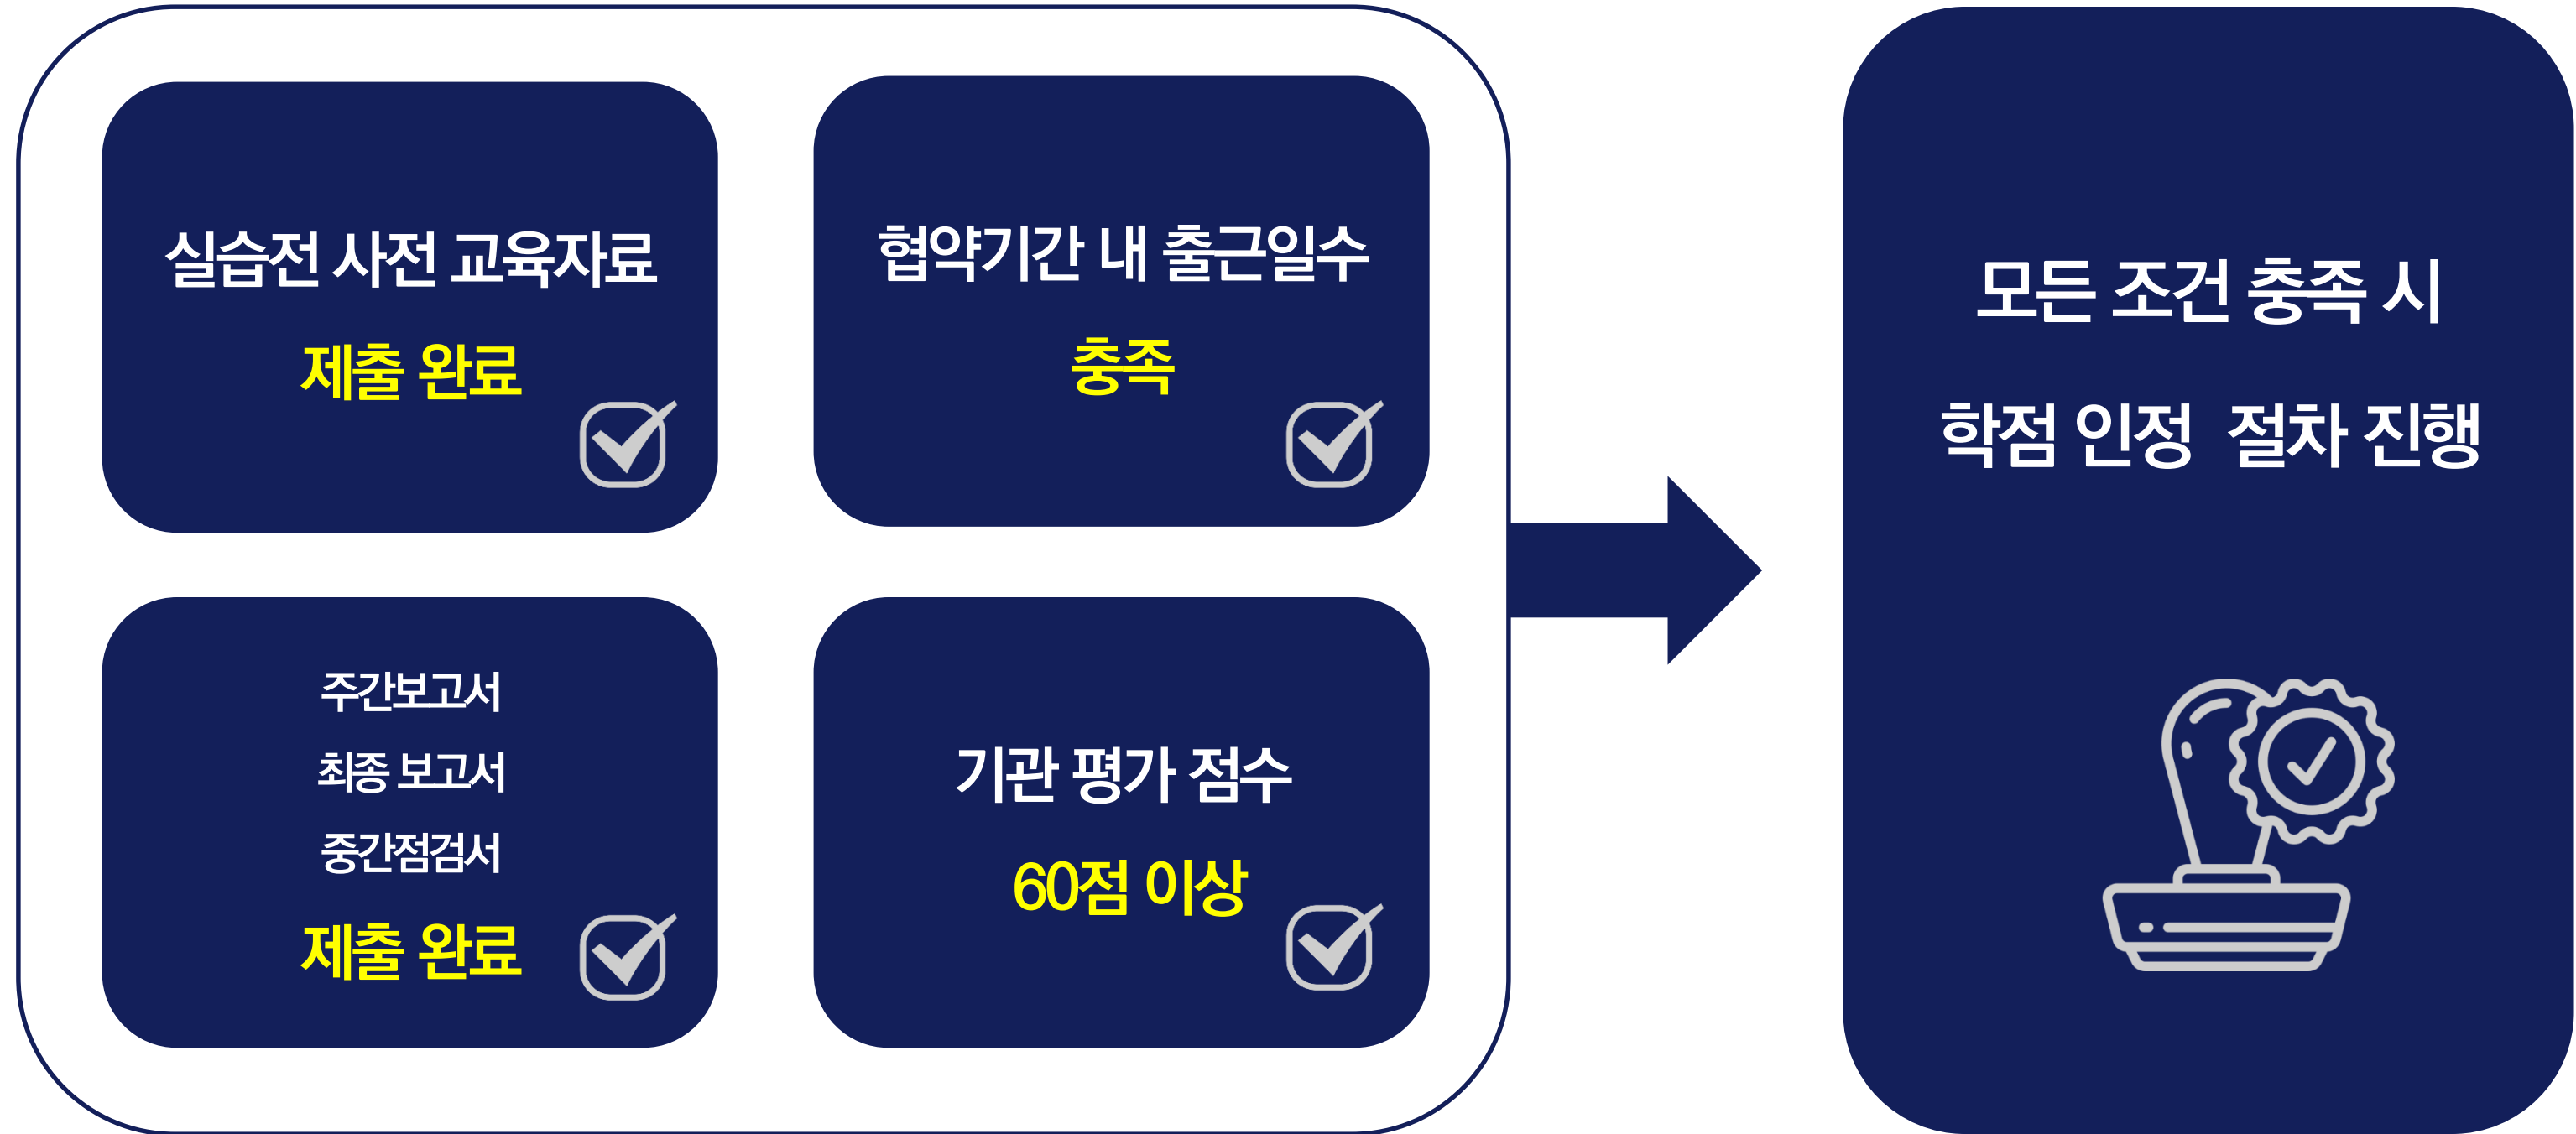 실습전 사전 교육자료
제출 완료
협약기간 내 출근일수
충족
주간보고서
최종 보고서
중간점검서
제출 완료
기관 평가 점수
60점 이상
모든 조건 충족 시
학점 인정 절차 진행